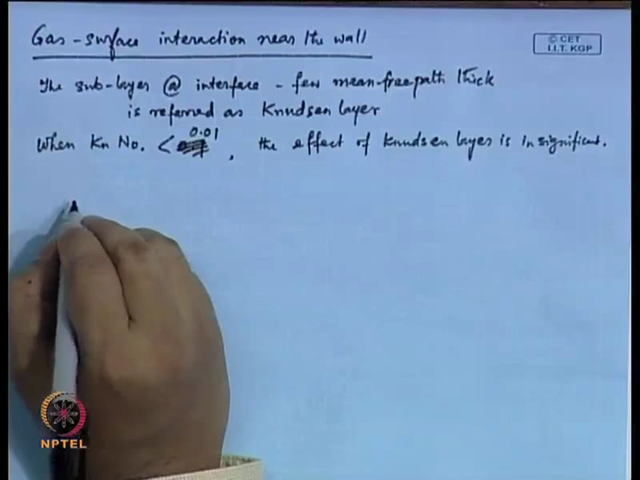 Gas-surface interaction near the wall
© CET
I.I.T. KGP
The sub-layer @ interface - few mean-free-path thick
is referred as Knudsen layer
When Kn No. < 0.01, the effect of Knudsen layer is insignificant.
NPTEL